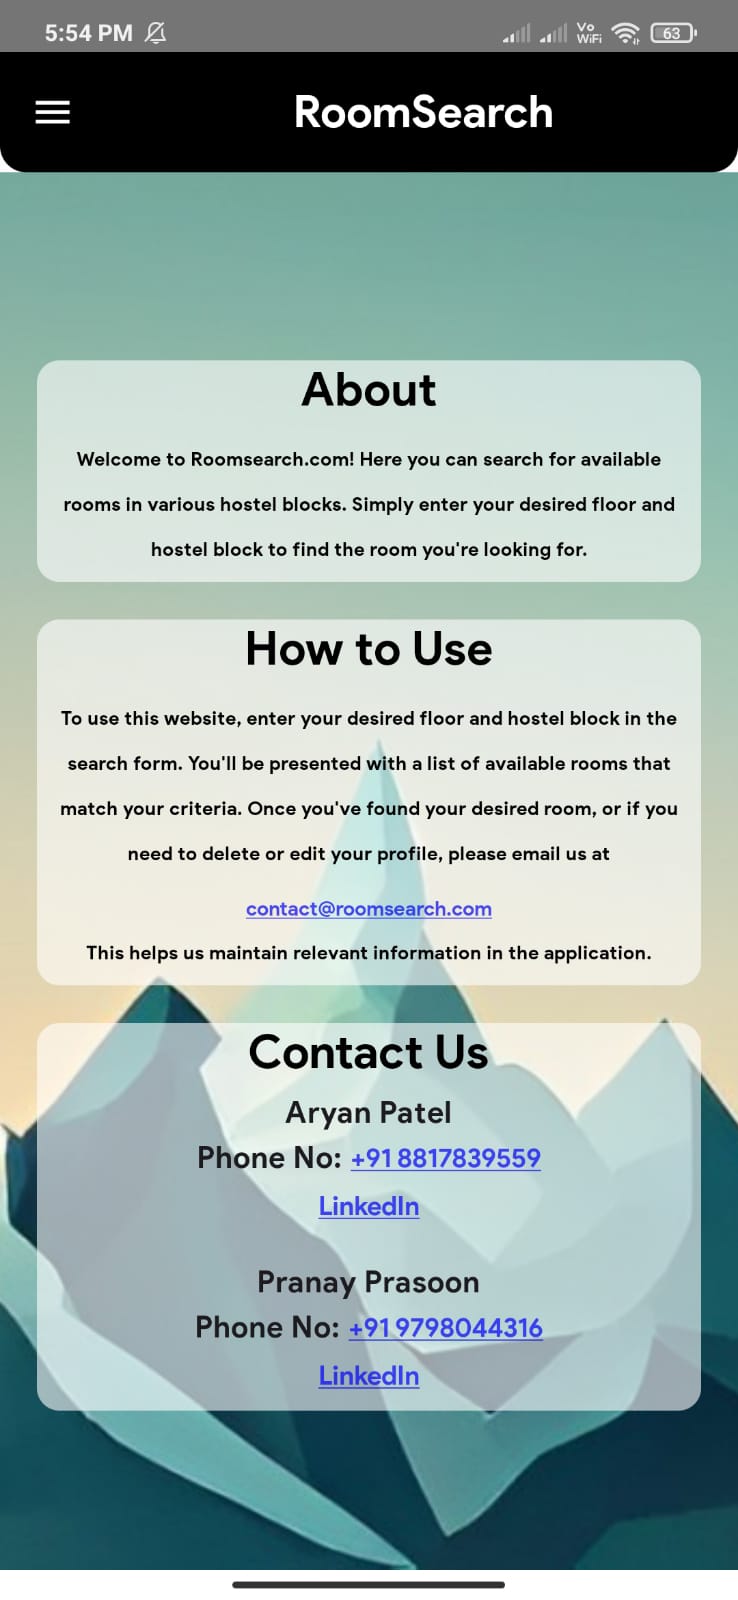 5:54 PM
Vo
WiFi
63
RoomSearch
About
Welcome to Roomsearch.com! Here you can search for available
rooms in various hostel blocks. Simply enter your desired floor and
hostel block to find the room you're looking for.
How to Use
To use this website, enter your desired floor and hostel block in the
search form. You'll be presented with a list of available rooms that
match your criteria. Once you've found your desired room, or if you
need to delete or edit your profile, please email us at
contact@roomsearch.com
This helps us maintain relevant information in the application.
Contact Us
Aryan Patel
Phone No: +91 8817839559
LinkedIn
Pranay Prasoon
Phone No: +91 9798044316
LinkedIn